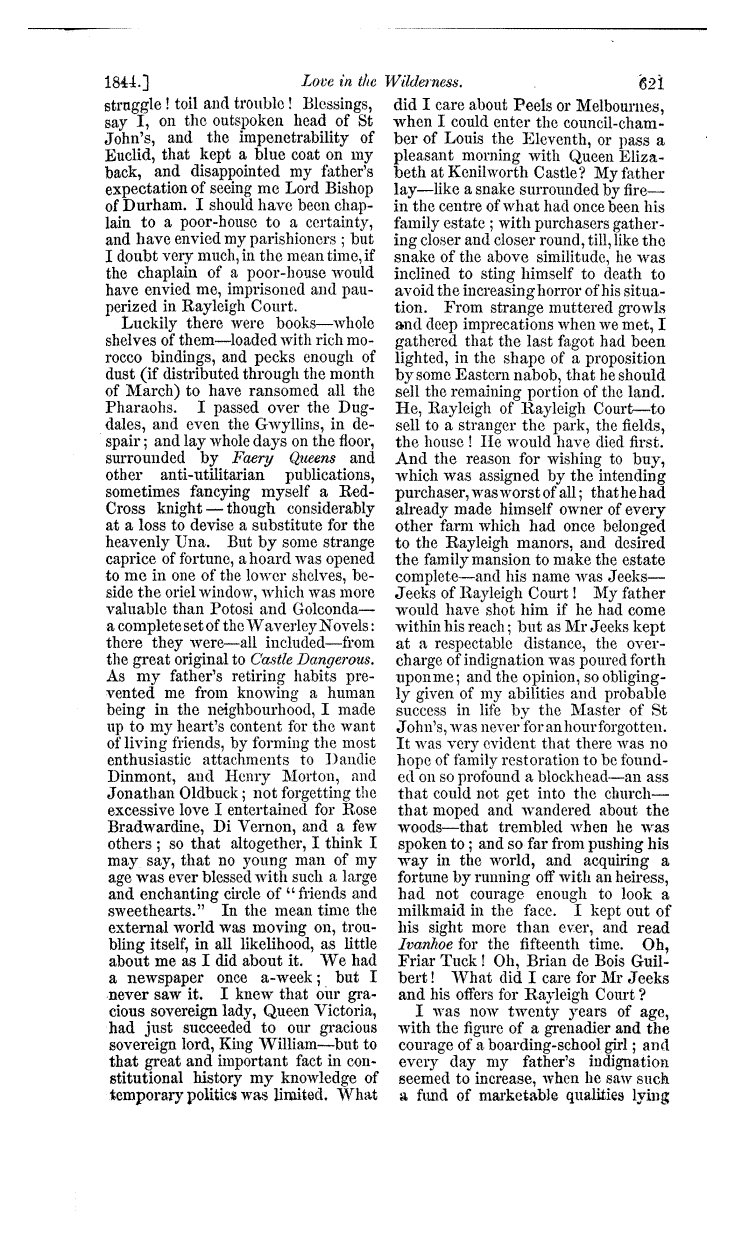 1844.] Love in the Wilderness. 621
struggle ! toil and trouble ! Blessings,
say I, on the outspoken head of St
John's, and the impenetrability of
Euclid, that kept a blue coat on my
back, and disappointed my father's
expectation of seeing me Lord Bishop
of Durham. I should have been chap-
lain to a poor-house to a certainty,
and have envied my parishioners ; but
I doubt very much, in the mean time, if
the chaplain of a poor-house would
have envied me, imprisoned and pau-
perized in Rayleigh Court.
Luckily there were books—whole
shelves of them—loaded with rich mo-
rocco bindings, and pecks enough of
dust (if distributed through the month
of March) to have ransomed all the
Pharaohs. I passed over the Dug-
dales, and even the Gwyllins, in de-
spair ; and lay whole days on the floor,
surrounded by Faery Queens and
other anti-utilitarian publications,
sometimes fancying myself a Red-
Cross knight — though considerably
at a loss to devise a substitute for the
heavenly Una. But by some strange
caprice of fortune, a hoard was opened
to me in one of the lower shelves, be-
side the oriel window, which was more
valuable than Potosi and Golconda—
a complete set of the Waverley Novels :
there they were—all included—from
the great original to Castle Dangerous.
As my father's retiring habits pre-
vented me from knowing a human
being in the neighbourhood, I made
up to my heart's content for the want
of living friends, by forming the most
enthusiastic attachments to Dandie
Dinmont, and Henry Morton, and
Jonathan Oldbuck ; not forgetting the
excessive love I entertained for Rose
Bradwardine, Di Vernon, and a few
others ; so that altogether, I think I
may say, that no young man of my
age was ever blessed with such a large
and enchanting circle of "friends and
sweethearts." In the mean time the
external world was moving on, trou-
bling itself, in all likelihood, as little
about me as I did about it. We had
a newspaper once a-week ; but I
never saw it. I knew that our gra-
cious sovereign lady, Queen Victoria,
had just succeeded to our gracious
sovereign lord, King William—but to
that great and important fact in con-
stitutional history my knowledge of
temporary politics was limited. What
did I care about Peels or Melbournes,
when I could enter the council-cham-
ber of Louis the Eleventh, or pass a
pleasant morning with Queen Eliza-
beth at Kenilworth Castle? My father
lay—like a snake surrounded by fire—
in the centre of what had once been his
family estate ; with purchasers gather-
ing closer and closer round, till, like the
snake of the above similitude, he was
inclined to sting himself to death to
avoid the increasing horror of his situa-
tion. From strange muttered growls
and deep imprecations when we met, I
gathered that the last fagot had been
lighted, in the shape of a proposition
by some Eastern nabob, that he should
sell the remaining portion of the land.
He, Rayleigh of Rayleigh Court—to
sell to a stranger the park, the fields,
the house ! He would have died first.
And the reason for wishing to buy,
which was assigned by the intending
purchaser, was worst of all ; that he had
already made himself owner of every
other farm which had once belonged
to the Rayleigh manors, and desired
the family mansion to make the estate
complete—and his name was Jeeks—
Jeeks of Rayleigh Court ! My father
would have shot him if he had come
within his reach ; but as Mr Jeeks kept
at a respectable distance, the over-
charge of indignation was poured forth
upon me ; and the opinion, so obliging-
ly given of my abilities and probable
success in life by the Master of St
John's, was never for an hour forgotten.
It was very evident that there was no
hope of family restoration to be found-
ed on so profound a blockhead—an ass
that could not get into the church—
that moped and wandered about the
woods—that trembled when he was
spoken to ; and so far from pushing his
way in the world, and acquiring a
fortune by running off with an heiress,
had not courage enough to look a
milkmaid in the face. I kept out of
his sight more than ever, and read
Ivanhoe for the fifteenth time. Oh,
Friar Tuck ! Oh, Brian de Bois Guil-
bert ! What did I care for Mr Jeeks
and his offers for Rayleigh Court ?
I was now twenty years of age,
with the figure of a grenadier and the
courage of a boarding-school girl ; and
every day my father's indignation
seemed to increase, when he saw such
a fund of marketable qualities lying